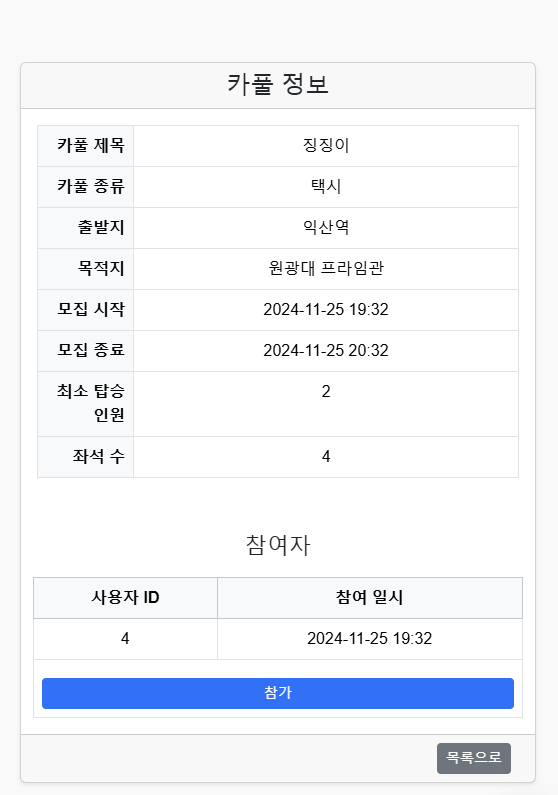 카풀 정보
카풀 제목 징징이
카풀 종류 택시
출발지 익산역
목적지 원광대 프라임관
모집 시작 2024-11-25 19:32
모집 종료 2024-11-25 20:32
최소 탑승 2
인원
좌석 수 4
참여자
사용자 ID 참여 일시
4 2024-11-25 19:32
참가
목록으로